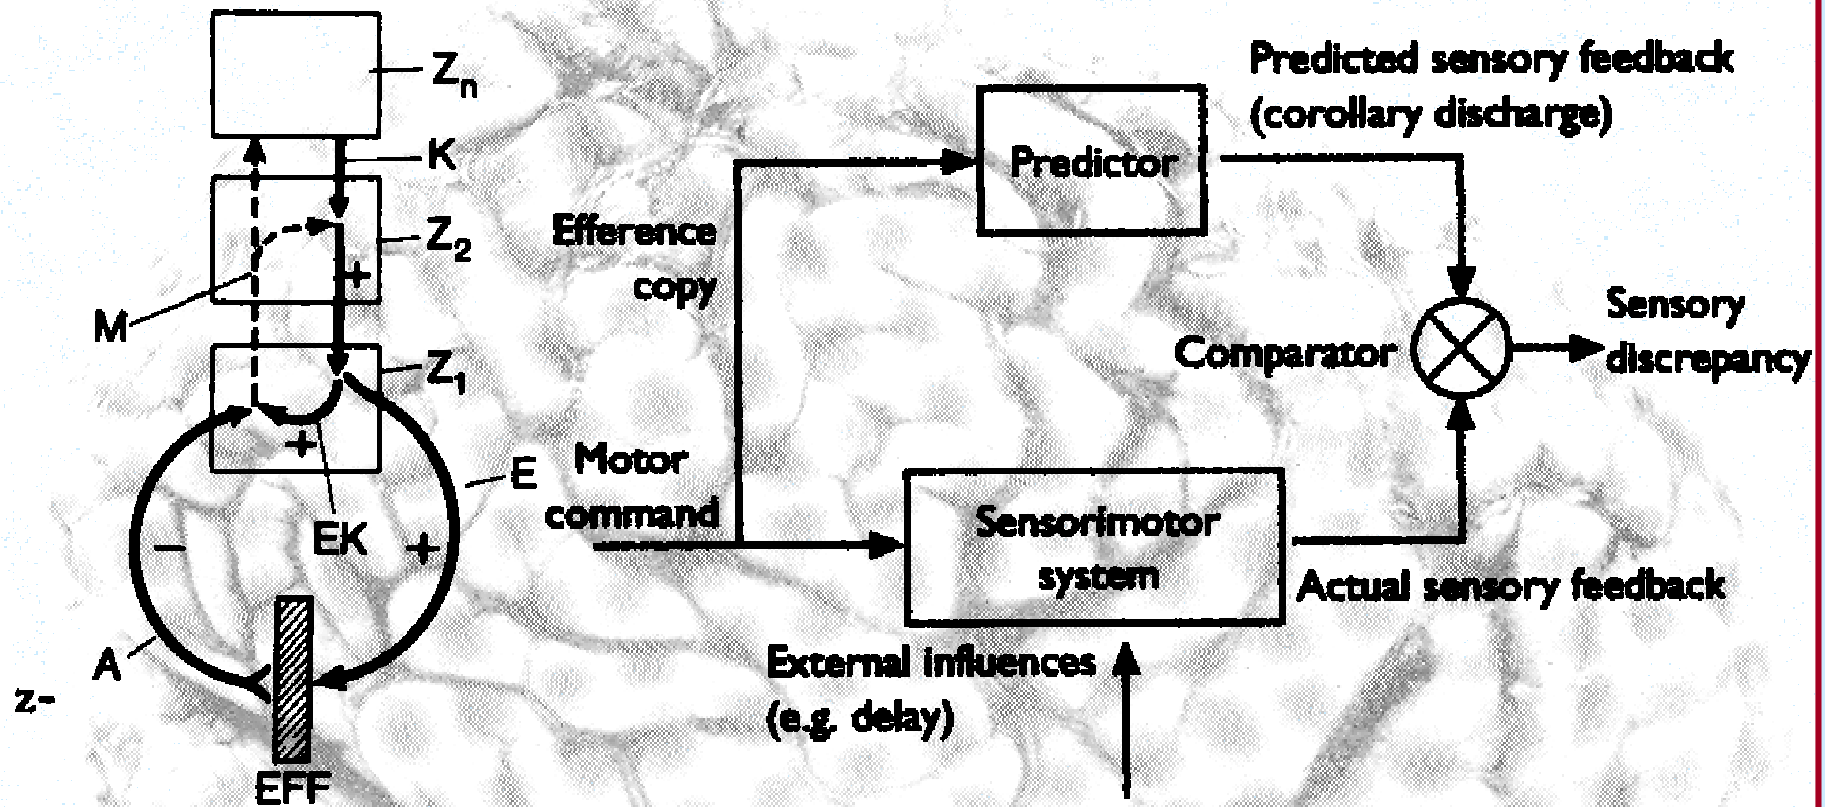 Zn
K
Z2
+
M
Z1
+
E
EK
−
+
A
z-
EFF
Predicted sensory feedback
(corollary discharge)
Predictor
Efference
copy
Sensory
discrepancy
Comparator
Motor
command
Sensorimotor
system
Actual sensory feedback
External influences
(e.g. delay)